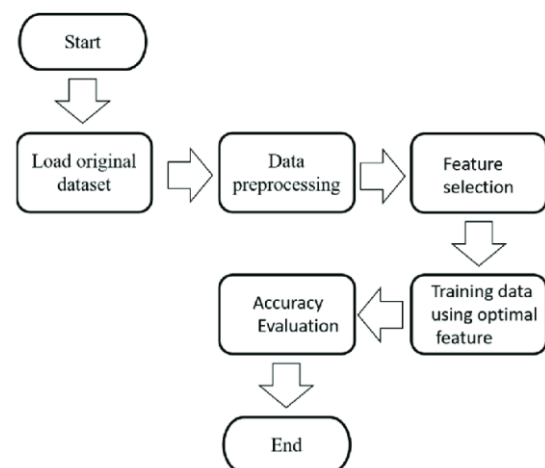 Start
Load original
dataset
Data
preprocessing
Feature
selection
Training data
using optimal
feature
Accuracy
Evaluation
End